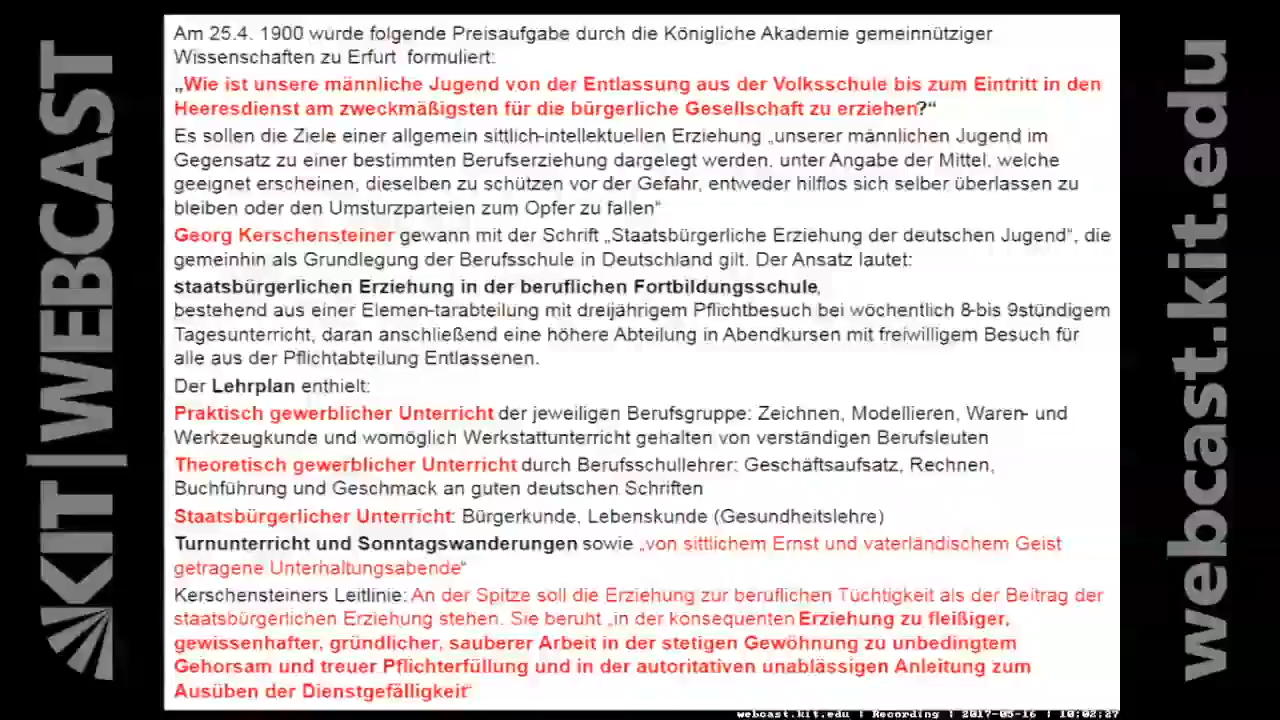 Am 25.4. 1900 wurde folgende Preisaufgabe durch die Königliche Akademie gemeinnütziger
Wissenschaften zu Erfurt formuliert:
„Wie ist unsere männliche Jugend von der Entlassung aus der Volksschule bis zum Eintritt in den
Heeresdienst am zweckmäßigsten für die bürgerliche Gesellschaft zu erziehen?“
Es sollen die Ziele einer allgemein sittlich-intellektuellen Erziehung „unserer männlichen Jugend im
Gegensatz zu einer bestimmten Berufserziehung dargelegt werden, unter Angabe der Mittel, welche
geeignet erscheinen, dieselben zu schützen vor der Gefahr, entweder hilflos sich selber überlassen zu
bleiben oder den Umsturzparteien zum Opfer zu fallen“
Georg Kerschensteiner gewann mit der Schrift „Staatsbürgerliche Erziehung der deutschen Jugend“, die
gemeinhin als Grundlegung der Berufsschule in Deutschland gilt. Der Ansatz lautet:
staatsbürgerlichen Erziehung in der beruflichen Fortbildungsschule,
bestehend aus einer Elemen-tarabteilung mit dreijährigem Pflichtbesuch bei wöchentlich 8-bis 9stündigem
Tagesunterricht, daran anschließend eine höhere Abteilung in Abendkursen mit freiwilligem Besuch für
alle aus der Pflichtabteilung Entlassenen.
Der Lehrplan enthielt:
Praktisch gewerblicher Unterricht der jeweiligen Berufsgruppe: Zeichnen, Modellieren, Waren- und
Werkzeugkunde und womöglich Werkstattunterricht gehalten von verständigen Berufsleuten
Theoretisch gewerblicher Unterricht durch Berufsschullehrer: Geschäftsaufsatz, Rechnen,
Buchführung und Geschmack an guten deutschen Schriften
Staatsbürgerlicher Unterricht: Bürgerkunde, Lebenskunde (Gesundheitslehre)
Turnunterricht und Sonntagswanderungen sowie „von sittlichem Ernst und vaterländischem Geist
getragene Unterhaltungsabende“
Kerschensteiners Leitlinie: An der Spitze soll die Erziehung zur beruflichen Tüchtigkeit als der Beitrag der
staatsbürgerlichen Erziehung stehen. Sie beruht „in der konsequenten Erziehung zu fleißiger,
gewissenhafter, gründlicher, sauberer Arbeit in der stetigen Gewöhnung zu unbedingtem
Gehorsam und treuer Pflichterfüllung und in der autoritativen unablässigen Anleitung zum
Ausüben der Dienstgefälligkeit“
KIT | WEBCAST
webcast.kit.edu
webcast.kit.edu | Recording | 2017-05-16 | 10:02:27